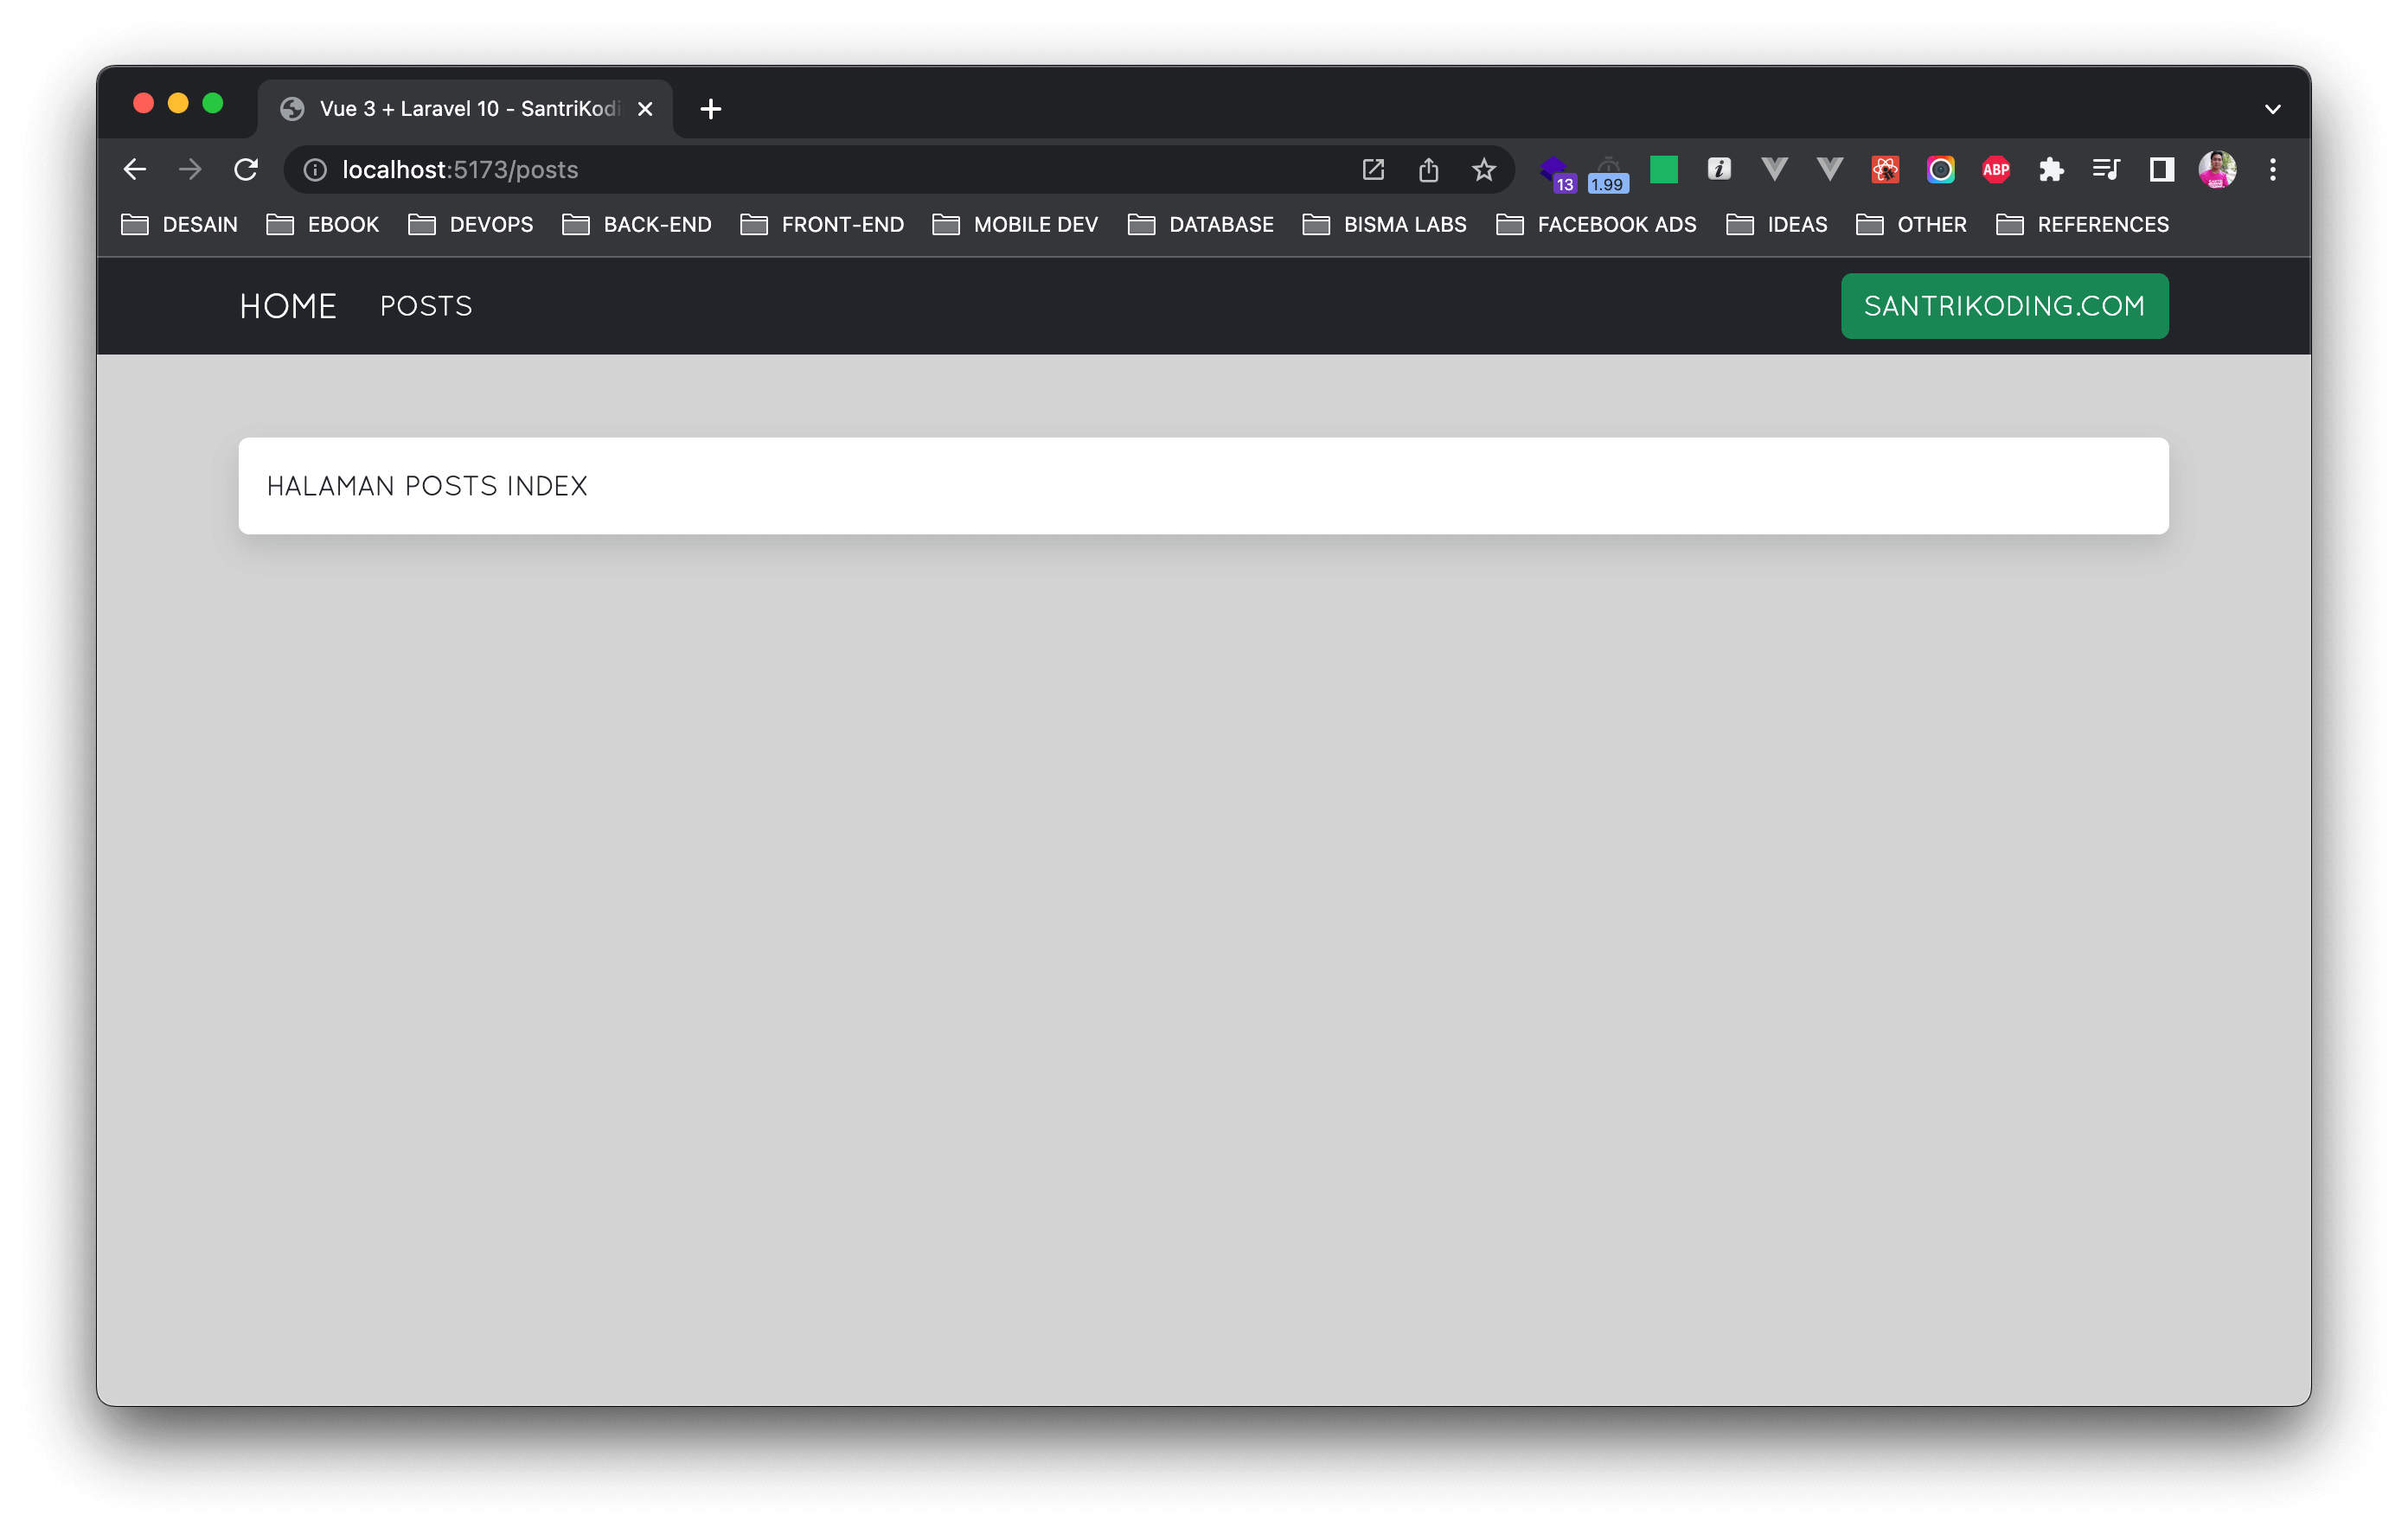 Vue 3 + Laravel 10 - SantriKodi
localhost:5173/posts
13 1.99 ABP
DESAIN EBOOK DEVOPS BACK-END FRONT-END MOBILE DEV DATABASE BISMA LABS FACEBOOK ADS IDEAS OTHER REFERENCES
HOME POSTS SANTRIKODING.COM
HALAMAN POSTS INDEX